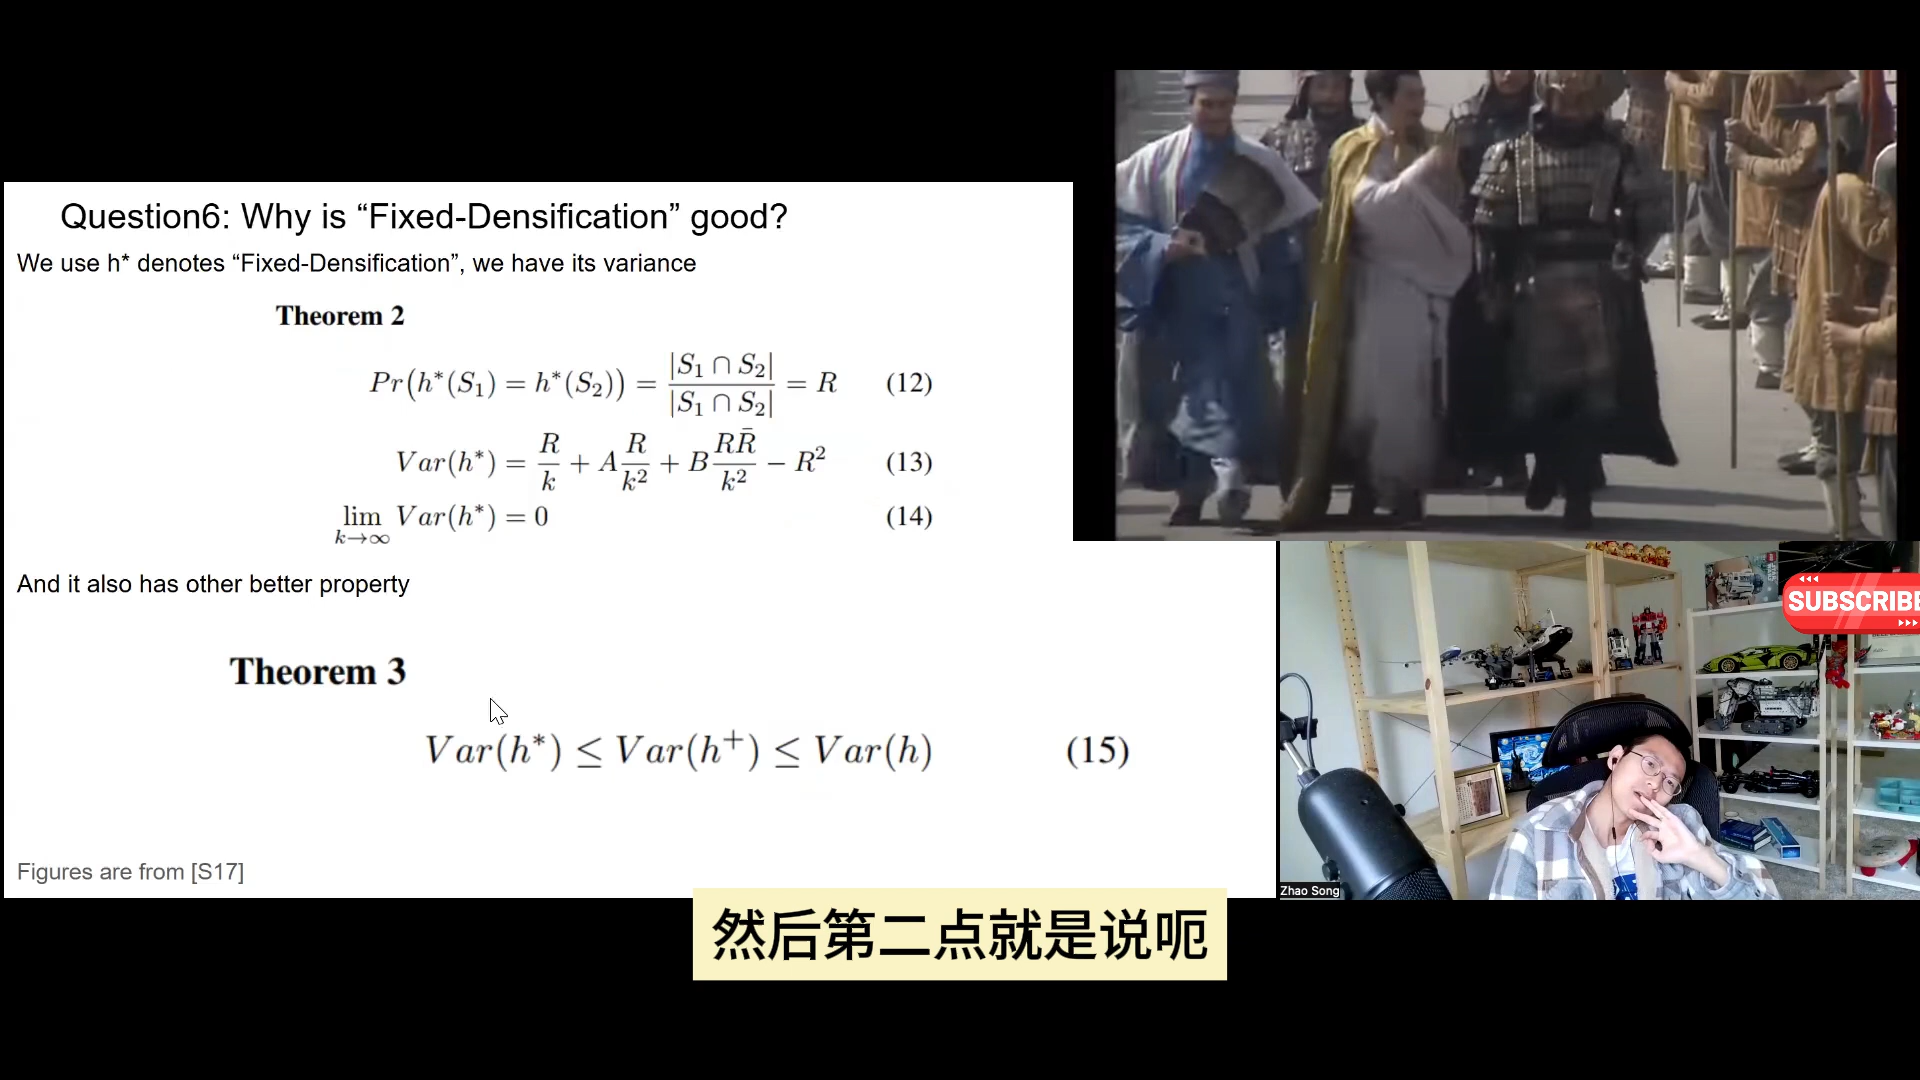 Question6: Why is “Fixed-Densification” good?
We use h* denotes “Fixed-Densification”, we have its variance
Theorem 2
Pr(h*(S₁) = h*(S₂)) = |S₁ ∩ S₂| / |S₁ ∩ S₂| = R (12)
Var(h*) = R/k + A R/k² + B RR̄/k² − R² (13)
lim k→∞ Var(h*) = 0 (14)
And it also has other better property
Theorem 3
Var(h*) ≤ Var(h⁺) ≤ Var(h) (15)
Figures are from [S17]
SUBSCRIBE
Zhao Song
然后第二点就是说呃